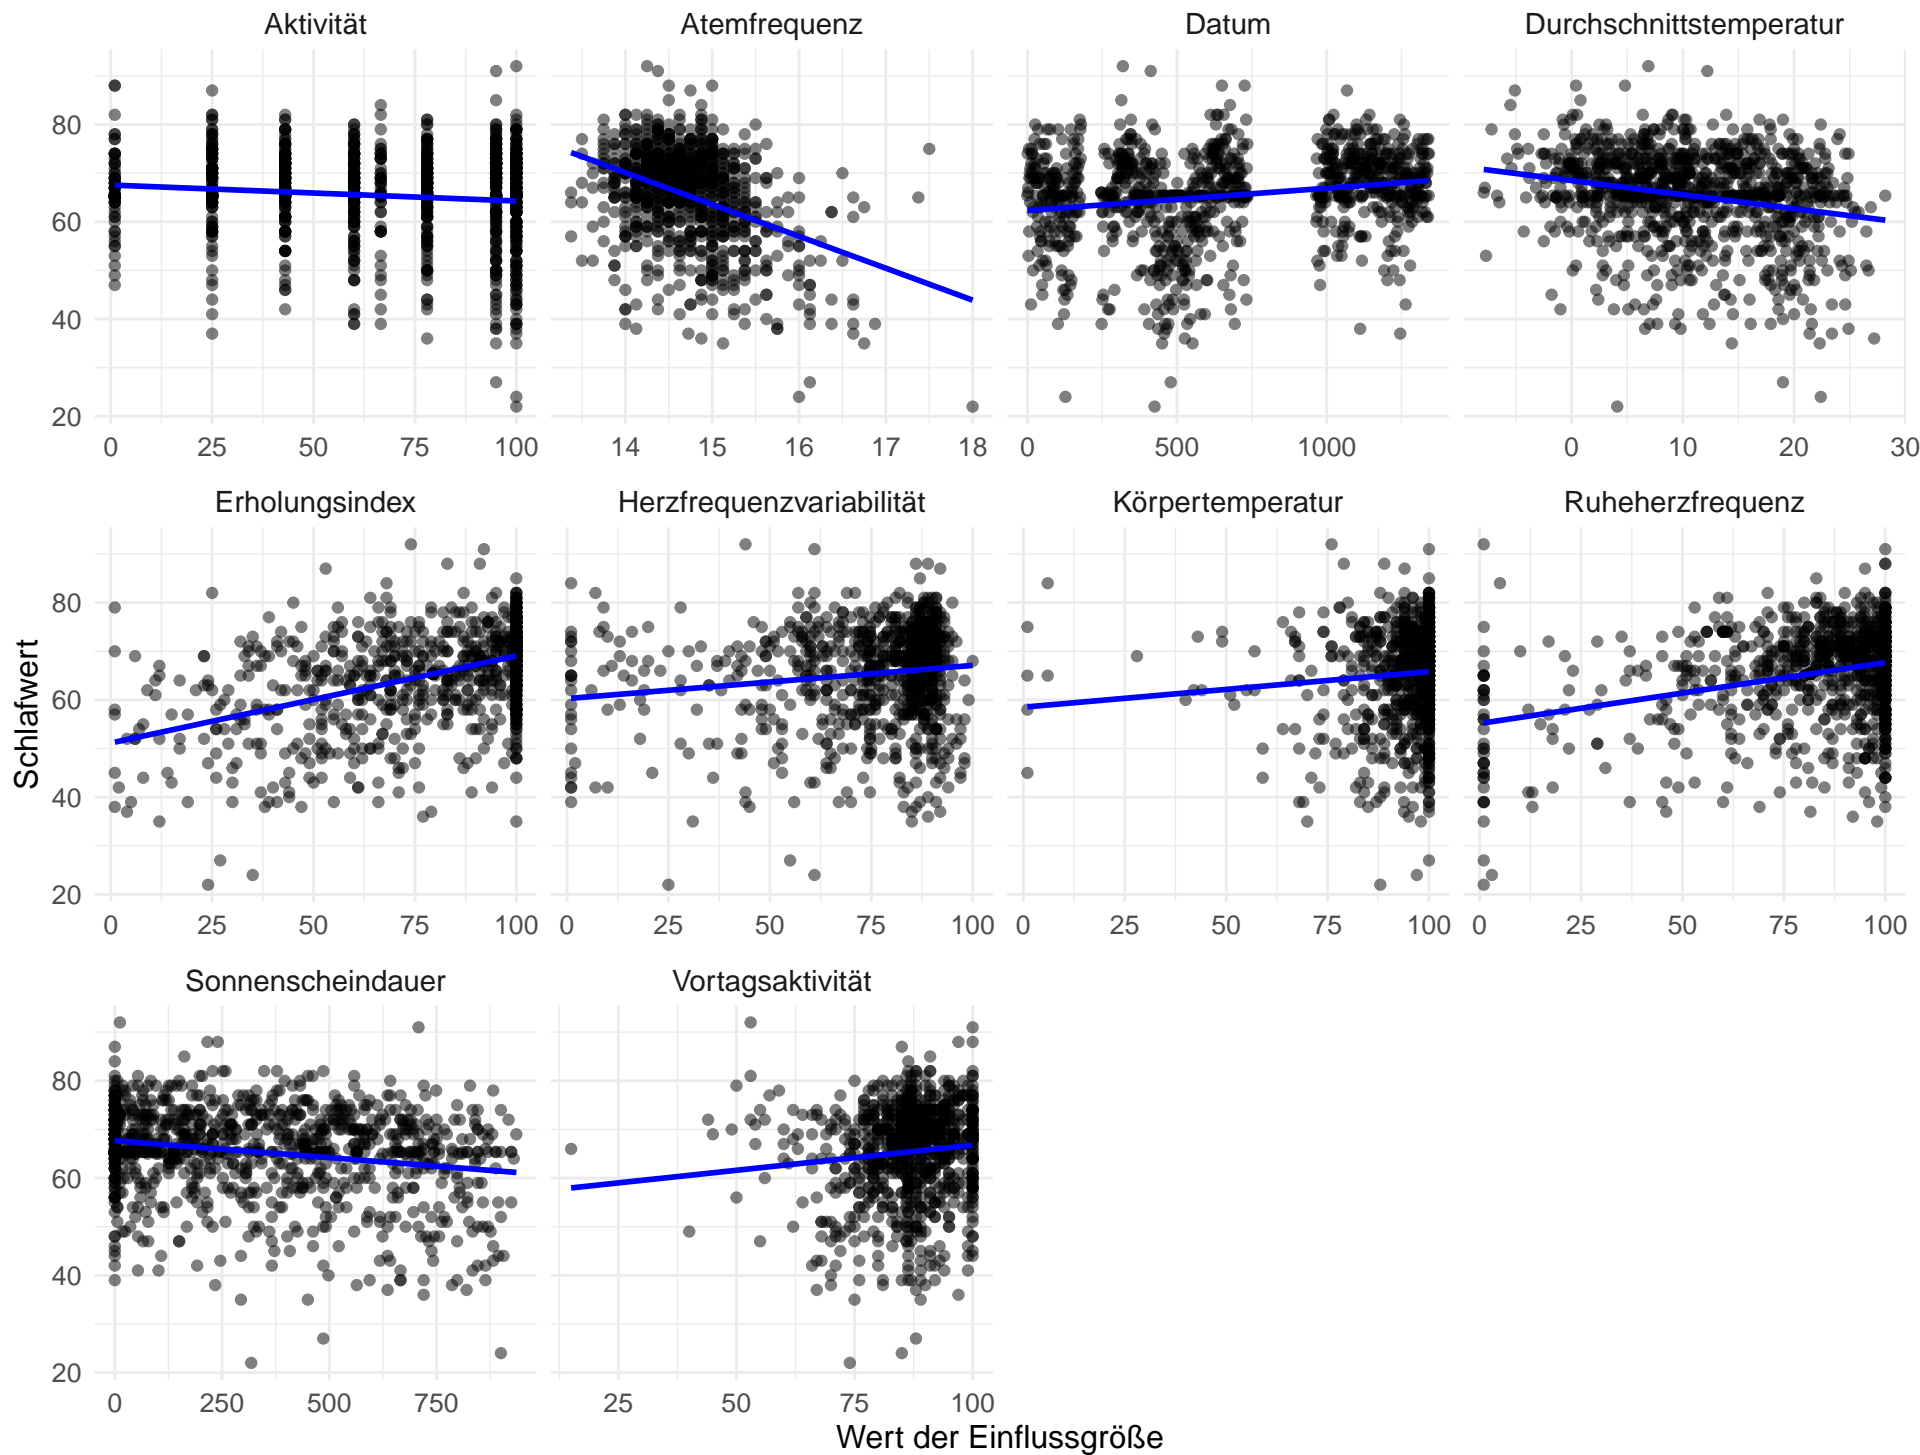 Aktivität Atemfrequenz Datum Durchschnittstemperatur
80
60
40
20
0 25 50 75 100 14 15 16 17 18 0 500 1000 0 10 20 30
Erholungsindex Herzfrequenzvariabilität Körpertemperatur Ruheherzfrequenz
80
60
40
20
0 25 50 75 100 0 25 50 75 100 0 25 50 75 100 0 25 50 75 100
Schlafwert
Sonnenscheindauer Vortagsaktivität
80
60
40
20
0 250 500 750 25 50 75 100
Wert der Einflussgröße